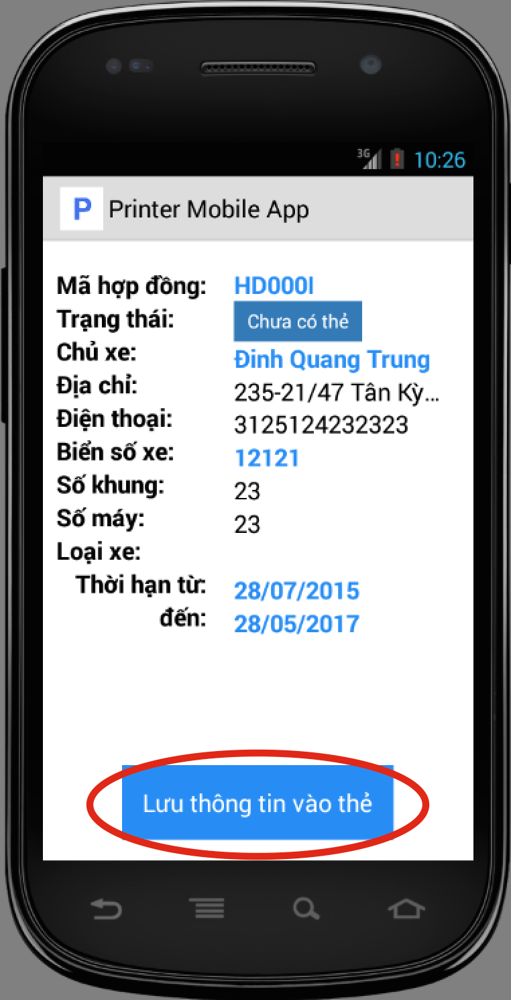 3G 10:26
P Printer Mobile App
Mã hợp đồng: HD000I
Trạng thái: Chưa có thẻ
Chủ xe: Đinh Quang Trung
Địa chỉ: 235-21/47 Tân Kỳ...
Điện thoại: 3125124232323
Biển số xe: 12121
Số khung: 23
Số máy: 23
Loại xe:
Thời hạn từ: 28/07/2015
đến: 28/05/2017
Lưu thông tin vào thẻ